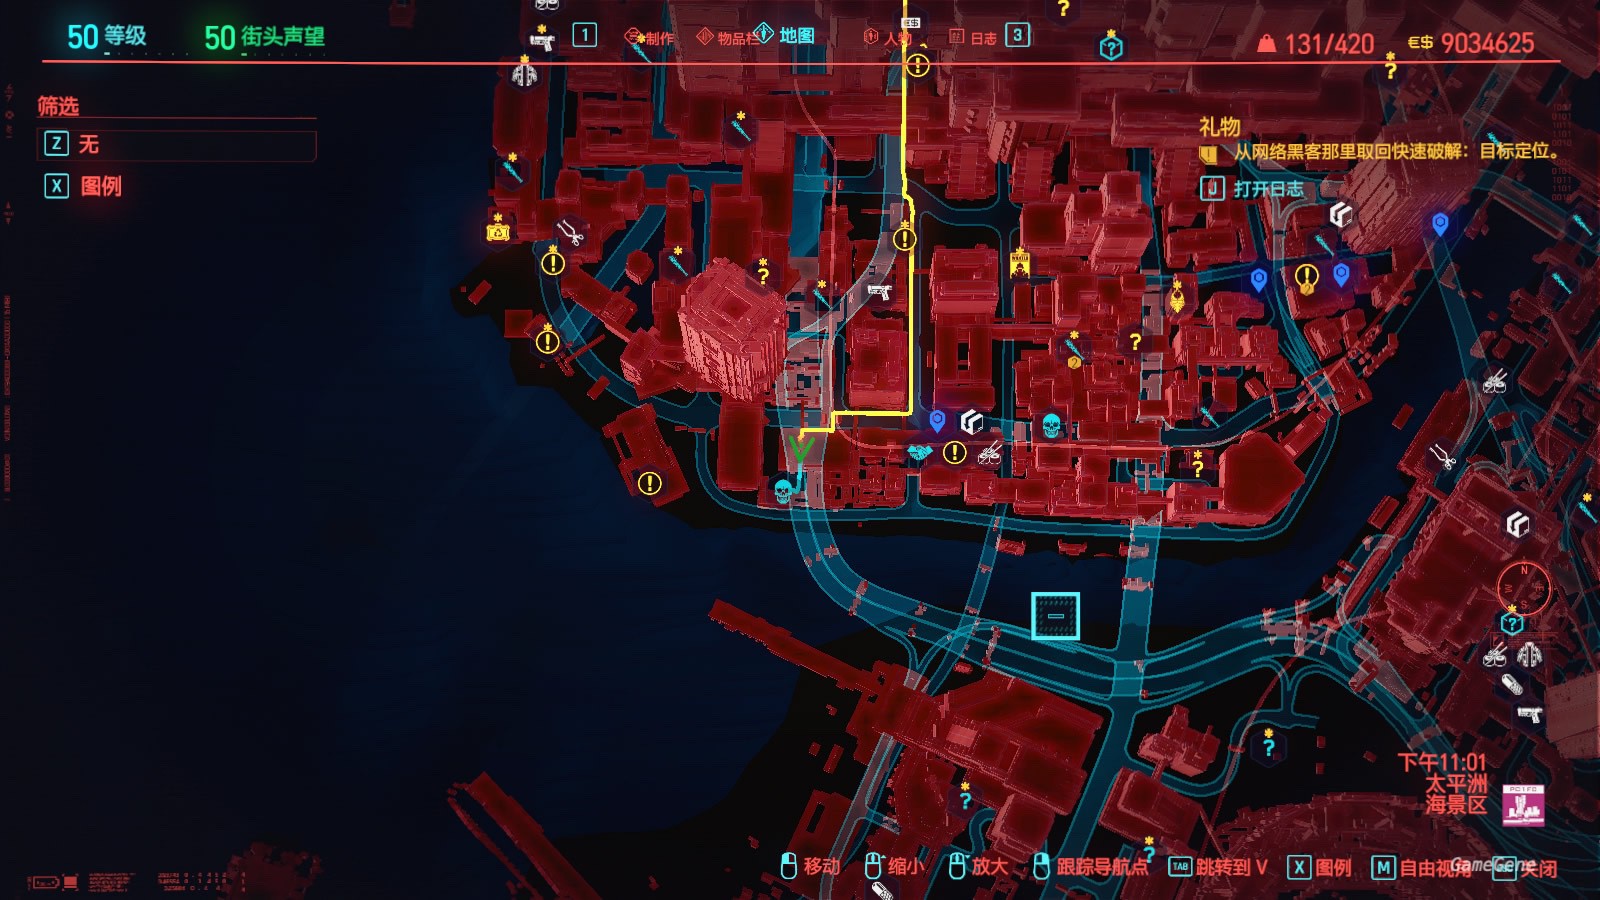 50 等级
50 街头声望
1
制作
物品栏
地图
人物
日志
3
131/420
€$ 9034625
筛选
Z 无
X 图例
礼物
从网络黑客那里取回快速破解：目标定位。
U 打开日志
N
下午11:01
太平洲
海景区
移动
缩小
放大
跟踪导航点
TAB 跳转到 V
X 图例
M 自由视角
关闭
GameGene